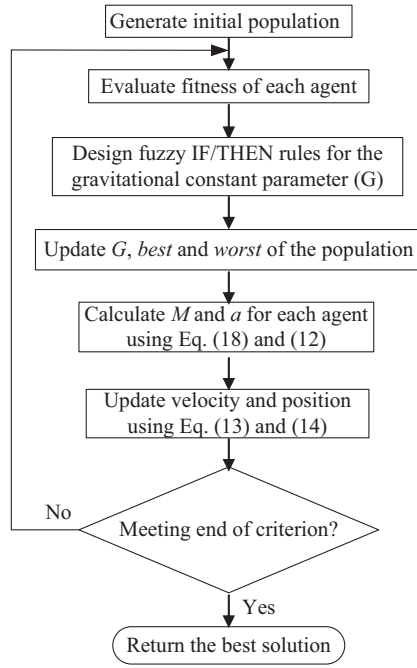 Generate initial population
Evaluate fitness of each agent
Design fuzzy IF/THEN rules for the
gravitational constant parameter (G)
Update G, best and worst of the population
Calculate M and a for each agent
using Eq. (18) and (12)
Update velocity and position
using Eq. (13) and (14)
No
Meeting end of criterion?
Yes
Return the best solution